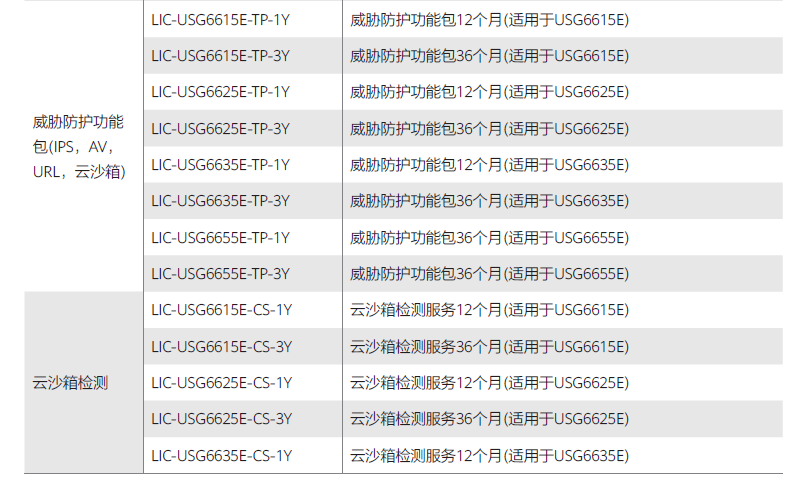 LIC-USG6615E-TP-1Y 威胁防护功能包12个月(适用于USG6615E)
LIC-USG6615E-TP-3Y 威胁防护功能包36个月(适用于USG6615E)
LIC-USG6625E-TP-1Y 威胁防护功能包12个月(适用于USG6625E)
威胁防护功能
包(IPS，AV，
URL，云沙箱)
LIC-USG6625E-TP-3Y 威胁防护功能包36个月(适用于USG6625E)
LIC-USG6635E-TP-1Y 威胁防护功能包12个月(适用于USG6635E)
LIC-USG6635E-TP-3Y 威胁防护功能包36个月(适用于USG6635E)
LIC-USG6655E-TP-1Y 威胁防护功能包36个月(适用于USG6655E)
LIC-USG6655E-TP-3Y 威胁防护功能包36个月(适用于USG6655E)
LIC-USG6615E-CS-1Y 云沙箱检测服务12个月(适用于USG6615E)
LIC-USG6615E-CS-3Y 云沙箱检测服务36个月(适用于USG6615E)
云沙箱检测 LIC-USG6625E-CS-1Y 云沙箱检测服务12个月(适用于USG6625E)
LIC-USG6625E-CS-3Y 云沙箱检测服务36个月(适用于USG6625E)
LIC-USG6635E-CS-1Y 云沙箱检测服务12个月(适用于USG6635E)